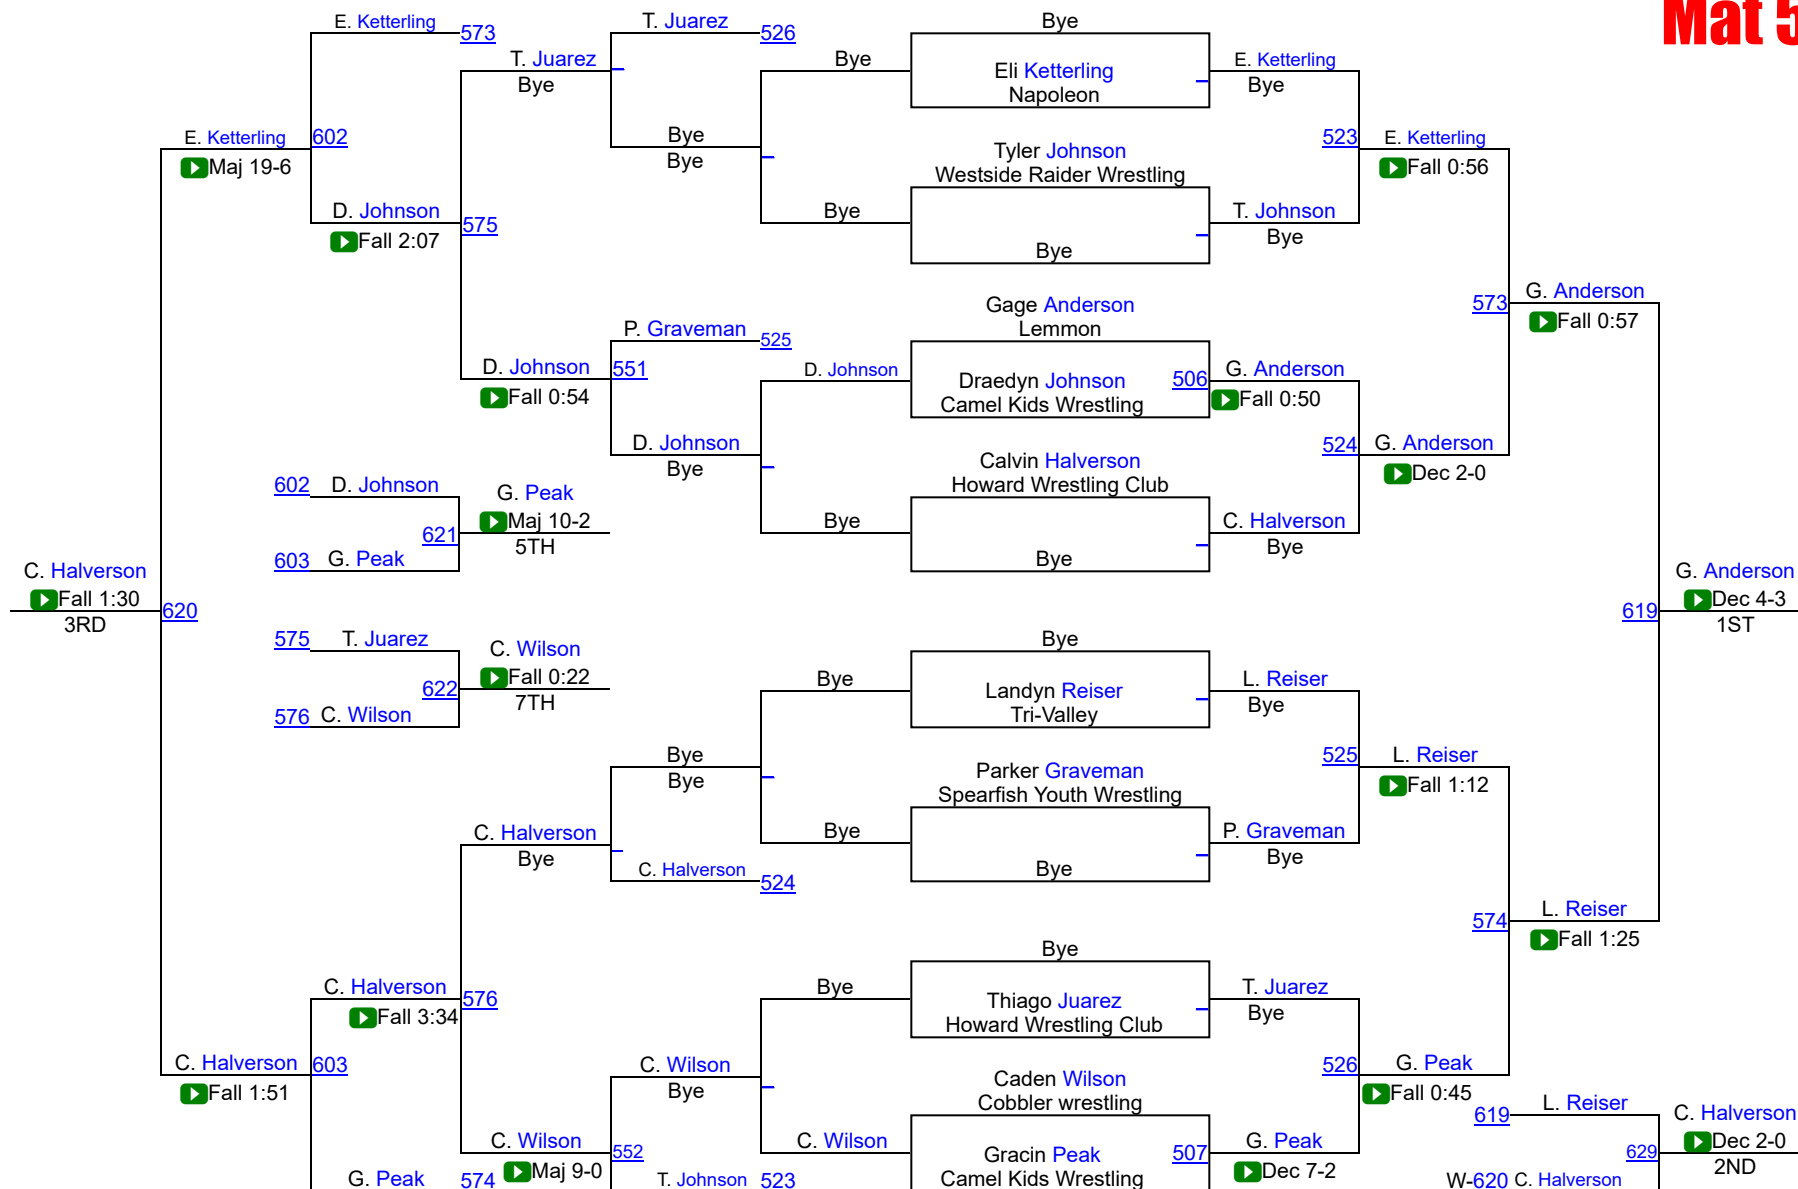 Mat 5
E. Ketterling
573
T. Juarez
Bye
T. Juarez
526
Bye
Bye
Eli Ketterling
Napoleon
E. Ketterling
Bye
E. Ketterling
Maj 19-6
602
Bye
Bye
Tyler Johnson
Westside Raider Wrestling
523
E. Ketterling
Fall 0:56
D. Johnson
Fall 2:07
575
Bye
Bye
T. Johnson
Bye
Gage Anderson
Lemmon
573
G. Anderson
Fall 0:57
P. Graveman
525
D. Johnson
Fall 0:54
551
D. Johnson
Draedyn Johnson
Camel Kids Wrestling
506
G. Anderson
Fall 0:50
D. Johnson
Bye
Calvin Halverson
Howard Wrestling Club
524
G. Anderson
Dec 2-0
602
D. Johnson
G. Peak
Maj 10-2
5TH
621
603
G. Peak
Bye
Bye
C. Halverson
Bye
C. Halverson
Fall 1:30
3RD
620
619
G. Anderson
Dec 4-3
1ST
575
T. Juarez
C. Wilson
Fall 0:22
7TH
622
576
C. Wilson
Bye
Bye
Landyn Reiser
Tri-Valley
L. Reiser
Bye
Bye
Bye
Parker Graveman
Spearfish Youth Wrestling
525
L. Reiser
Fall 1:12
C. Halverson
Bye
Bye
Bye
P. Graveman
Bye
C. Halverson
524
574
L. Reiser
Fall 1:25
C. Halverson
Fall 3:34
576
Bye
Bye
Thiago Juarez
Howard Wrestling Club
T. Juarez
Bye
C. Halverson
Fall 1:51
603
C. Wilson
Bye
Caden Wilson
Cobbler wrestling
526
G. Peak
Fall 0:45
619
L. Reiser
C. Halverson
Dec 2-0
2ND
629
C. Wilson
Maj 9-0
552
C. Wilson
Gracin Peak
Camel Kids Wrestling
507
G. Peak
Dec 7-2
G. Peak
574
T. Johnson
523
W-620
C. Halverson